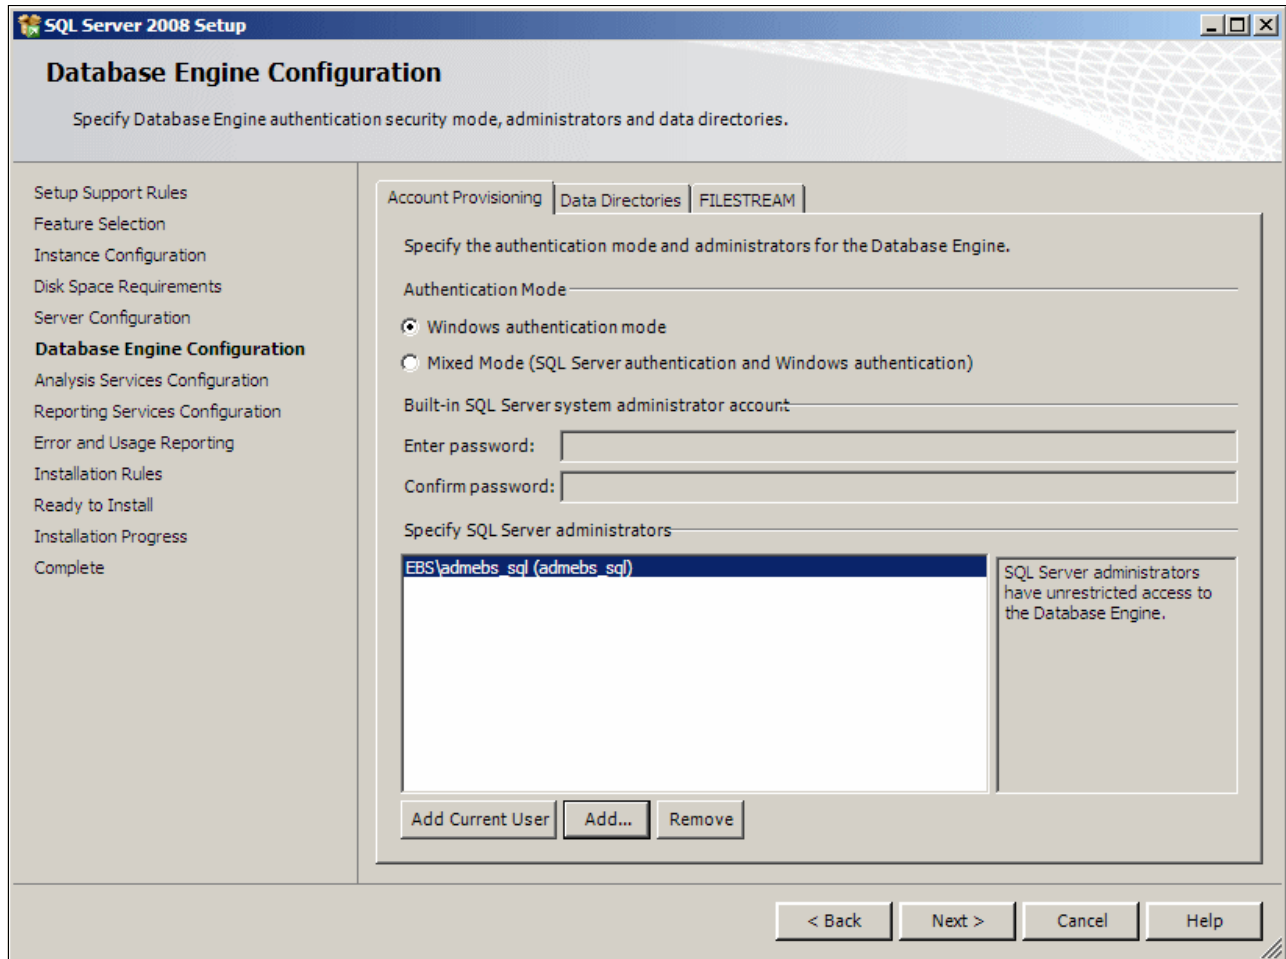 SQL Server 2008 Setup
Database Engine Configuration
Specify Database Engine authentication security mode, administrators and data directories.
Setup Support Rules
Feature Selection
Instance Configuration
Disk Space Requirements
Server Configuration
Database Engine Configuration
Analysis Services Configuration
Reporting Services Configuration
Error and Usage Reporting
Installation Rules
Ready to Install
Installation Progress
Complete
Account Provisioning Data Directories FILESTREAM
Specify the authentication mode and administrators for the Database Engine.
Authentication Mode
Windows authentication mode
Mixed Mode (SQL Server authentication and Windows authentication)
Built-in SQL Server system administrator account
Enter password:
Confirm password:
Specify SQL Server administrators
EBS\admebs_sql (admebs_sql)
SQL Server administrators
have unrestricted access to
the Database Engine.
Add Current User Add... Remove
< Back Next > Cancel Help